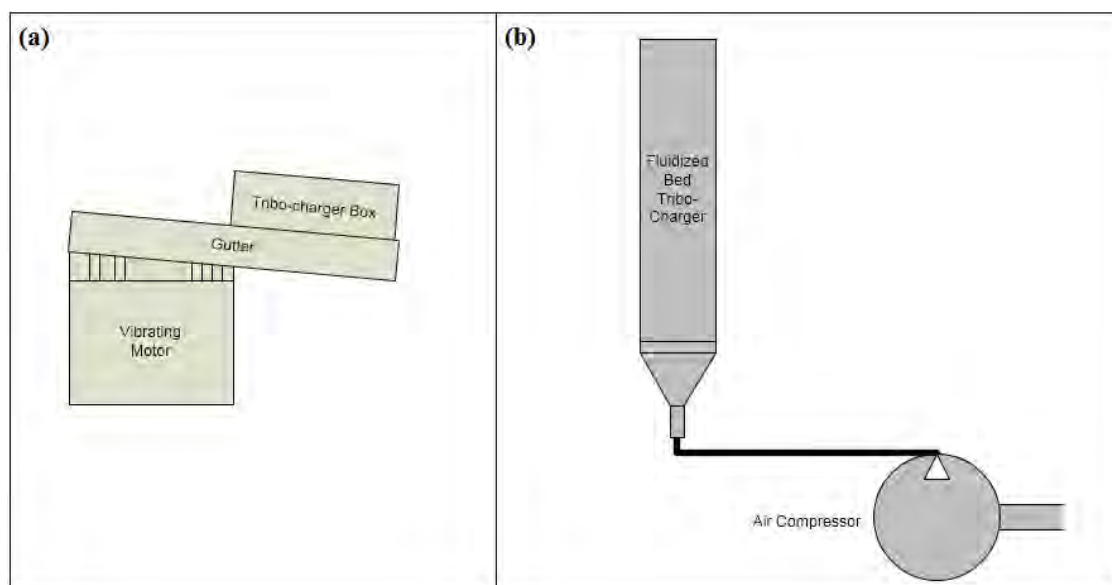 (a)
Tribo-charger Box
Gutter
Vibrating
Motor
(b)
Fluidized
Bed
Tribo-
Charger
Air Compressor